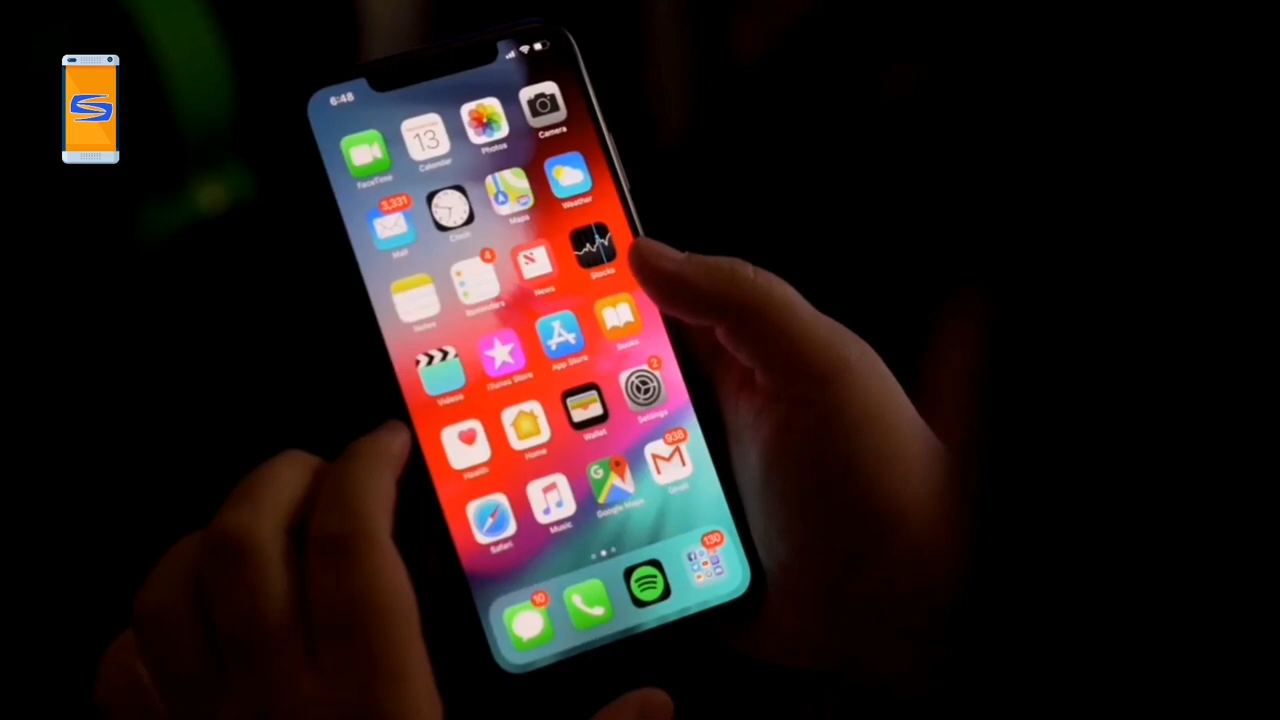 6:48
FaceTime
13
Calendar
Photos
Camera
3,331
Mail
Clock
Maps
Weather
Notes
4
Reminders
News
Stocks
Videos
iTunes Store
App Store
Books
2
Health
Home
Wallet
Settings
938
Safari
Music
G
Google Maps
Gmail
10
130
S